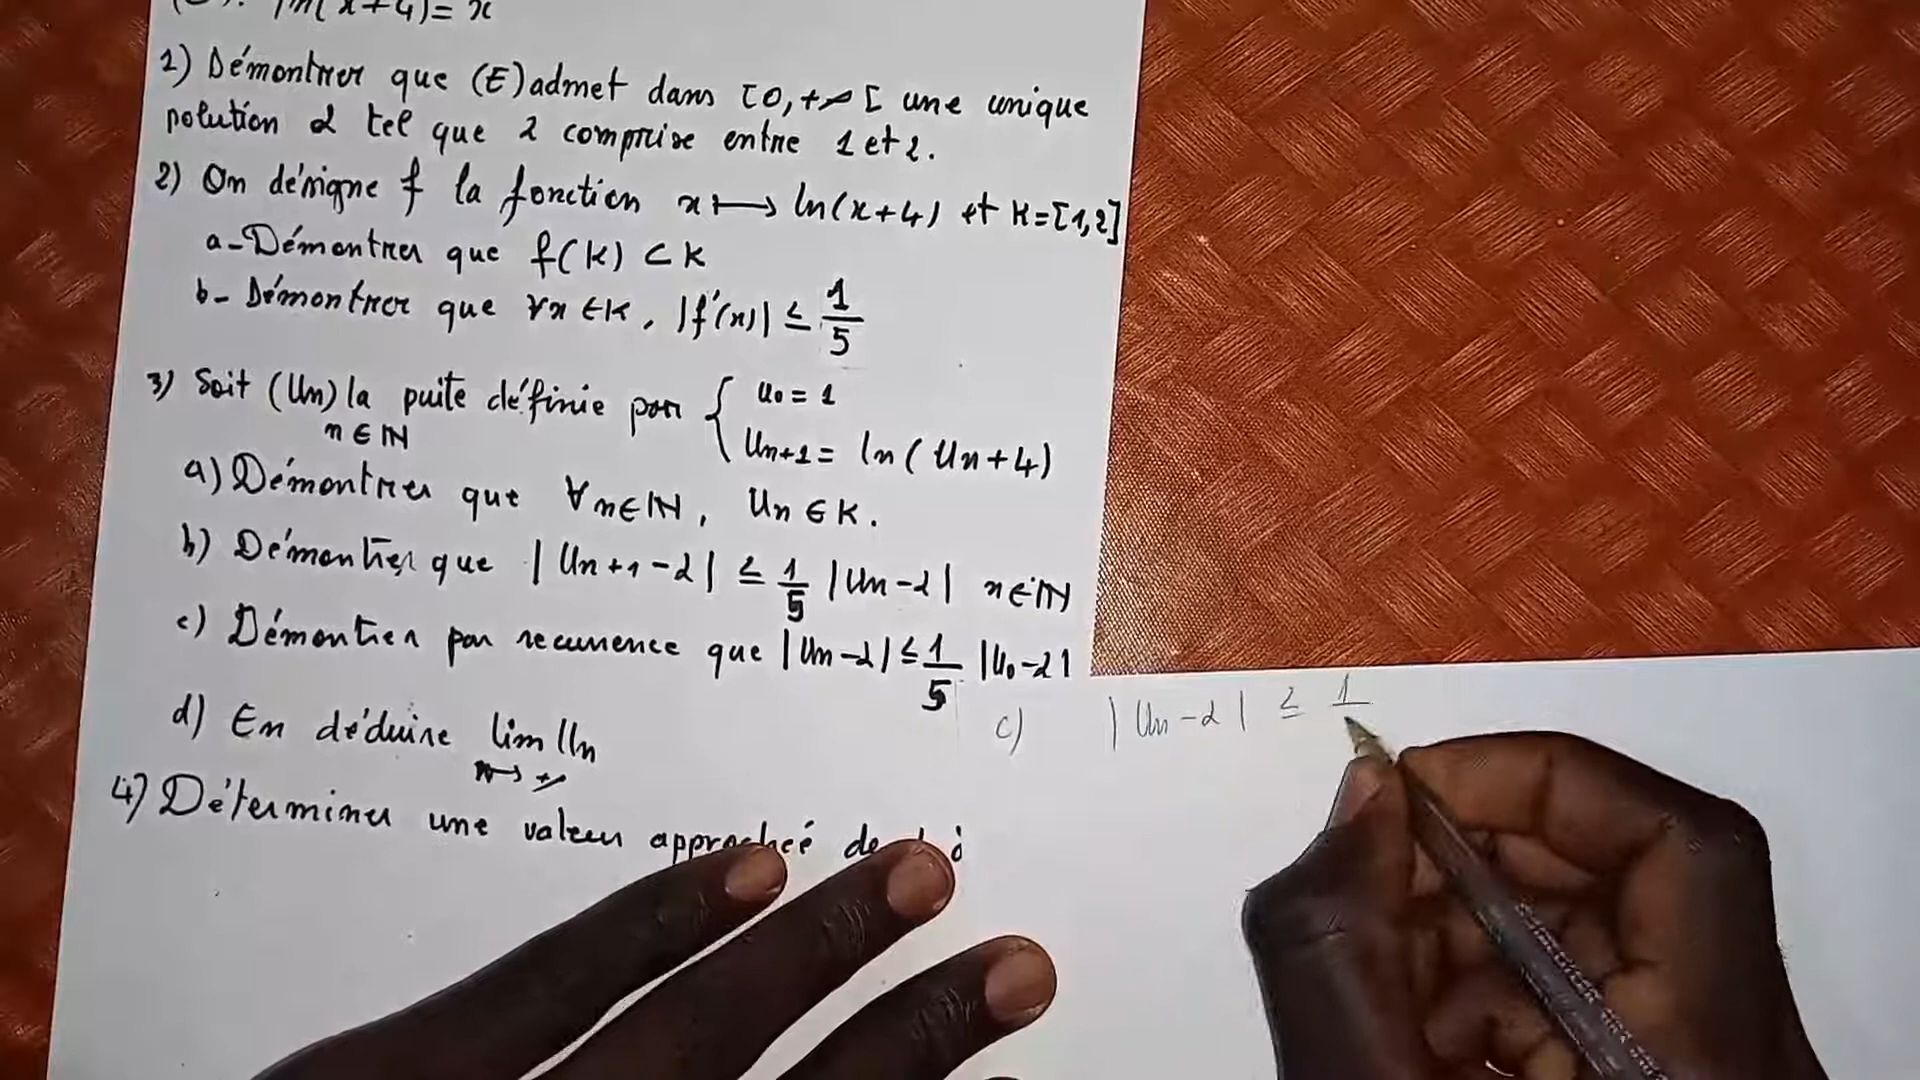 ln(x+4)= x
1) Démontrer que (E) admet dans [0,+∞[ une unique
solution α tel que α comprise entre 1 et 2.
2) On désigne f la fonction x ⟼ ln(x+4) et K=[1,2]
a-Démontrer que f(K) ⊂ K
b- Démontrer que ∀x ∈ K, |f'(x)| ≤ 1/5
3) Soit (Un) la suite définie par { u₀ = 1
n ∈ ℕ
Un+1 = ln(Un+4)
a) Démontrer que ∀n∈ℕ, Un ∈ K.
b) Démontrer que |Un+1-α| ≤ 1/5 |Un-α| n∈ℕ
c) Démontrer par recurrence que |Un-α| ≤ 1/5 |U₀-α|
d) En déduire lim Un
n→+∞
4) Déterminer une valeur approchée de
c) |Un-α| ≤ 1